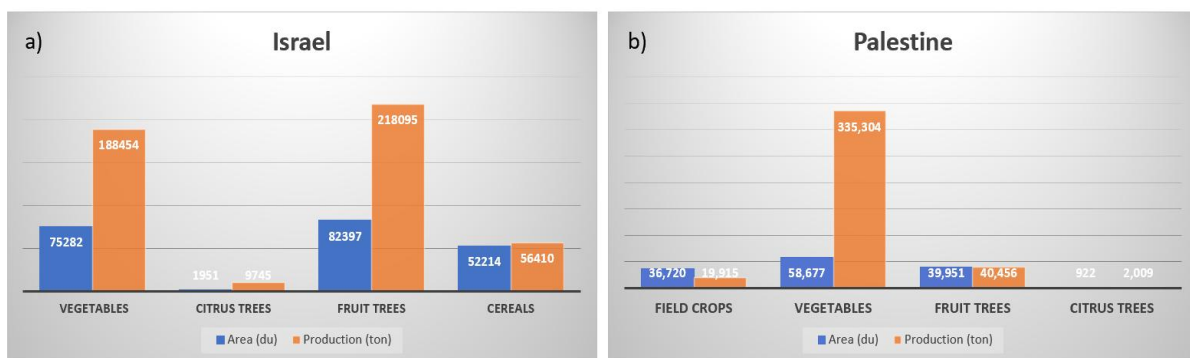 a)
Israel
188454
75282
1951
9745
218095
82397
52214
56410
VEGETABLES
CITRUS TREES
FRUIT TREES
CEREALS
Area (du)
Production (ton)
b)
Palestine
335,304
36,720
19,915
58,677
39,951
40,456
922
2,009
FIELD CROPS
VEGETABLES
FRUIT TREES
CITRUS TREES
Area (du)
Production (ton)